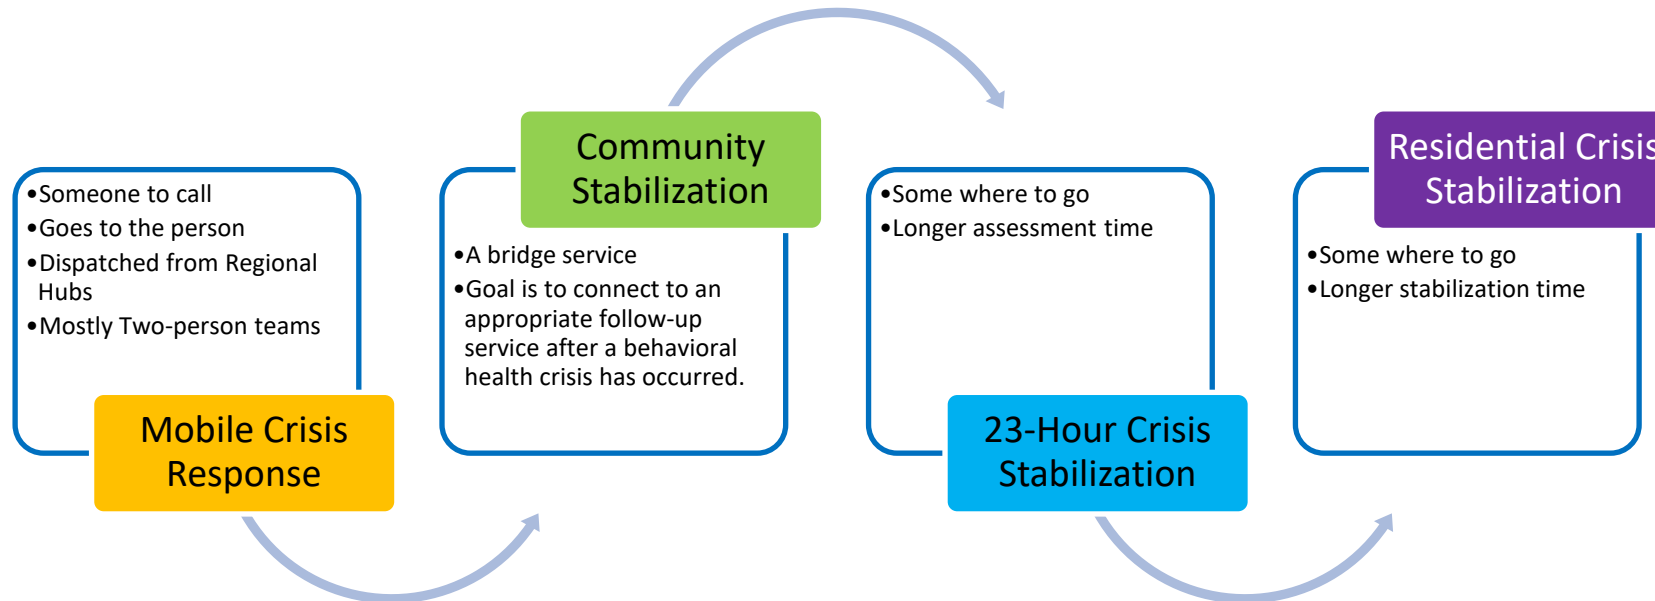 •Someone to call
•Goes to the person
•Dispatched from Regional
Hubs
•Mostly Two-person teams
Mobile Crisis
Response
Community
Stabilization
•A bridge service
•Goal is to connect to an
appropriate follow-up
service after a behavioral
health crisis has occurred.
•Some where to go
•Longer assessment time
23-Hour Crisis
Stabilization
Residential Crisis
Stabilization
•Some where to go
•Longer stabilization time